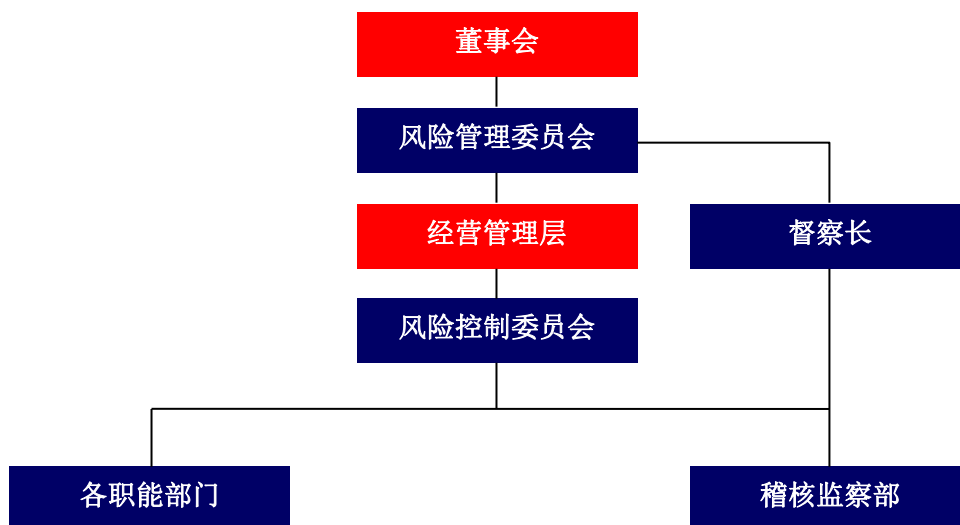 董事会
风险管理委员会
经营管理层
督察长
风险控制委员会
各职能部门
稽核监察部